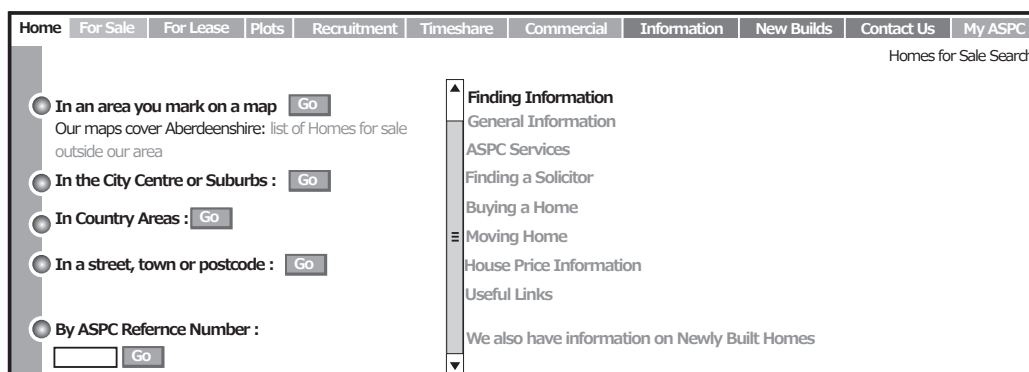 Home For Sale For Lease Plots Recruitment Timeshare Commercial Information New Builds Contact Us My ASPC
Homes for Sale Search
In an area you mark on a map Go
Our maps cover Aberdeenshire: list of Homes for sale
outside our area
In the City Centre or Suburbs : Go
In Country Areas : Go
In a street, town or postcode : Go
By ASPC Refernce Number :
Go
Finding Information
General Information
ASPC Services
Finding a Solicitor
Buying a Home
Moving Home
House Price Information
Useful Links
We also have information on Newly Built Homes